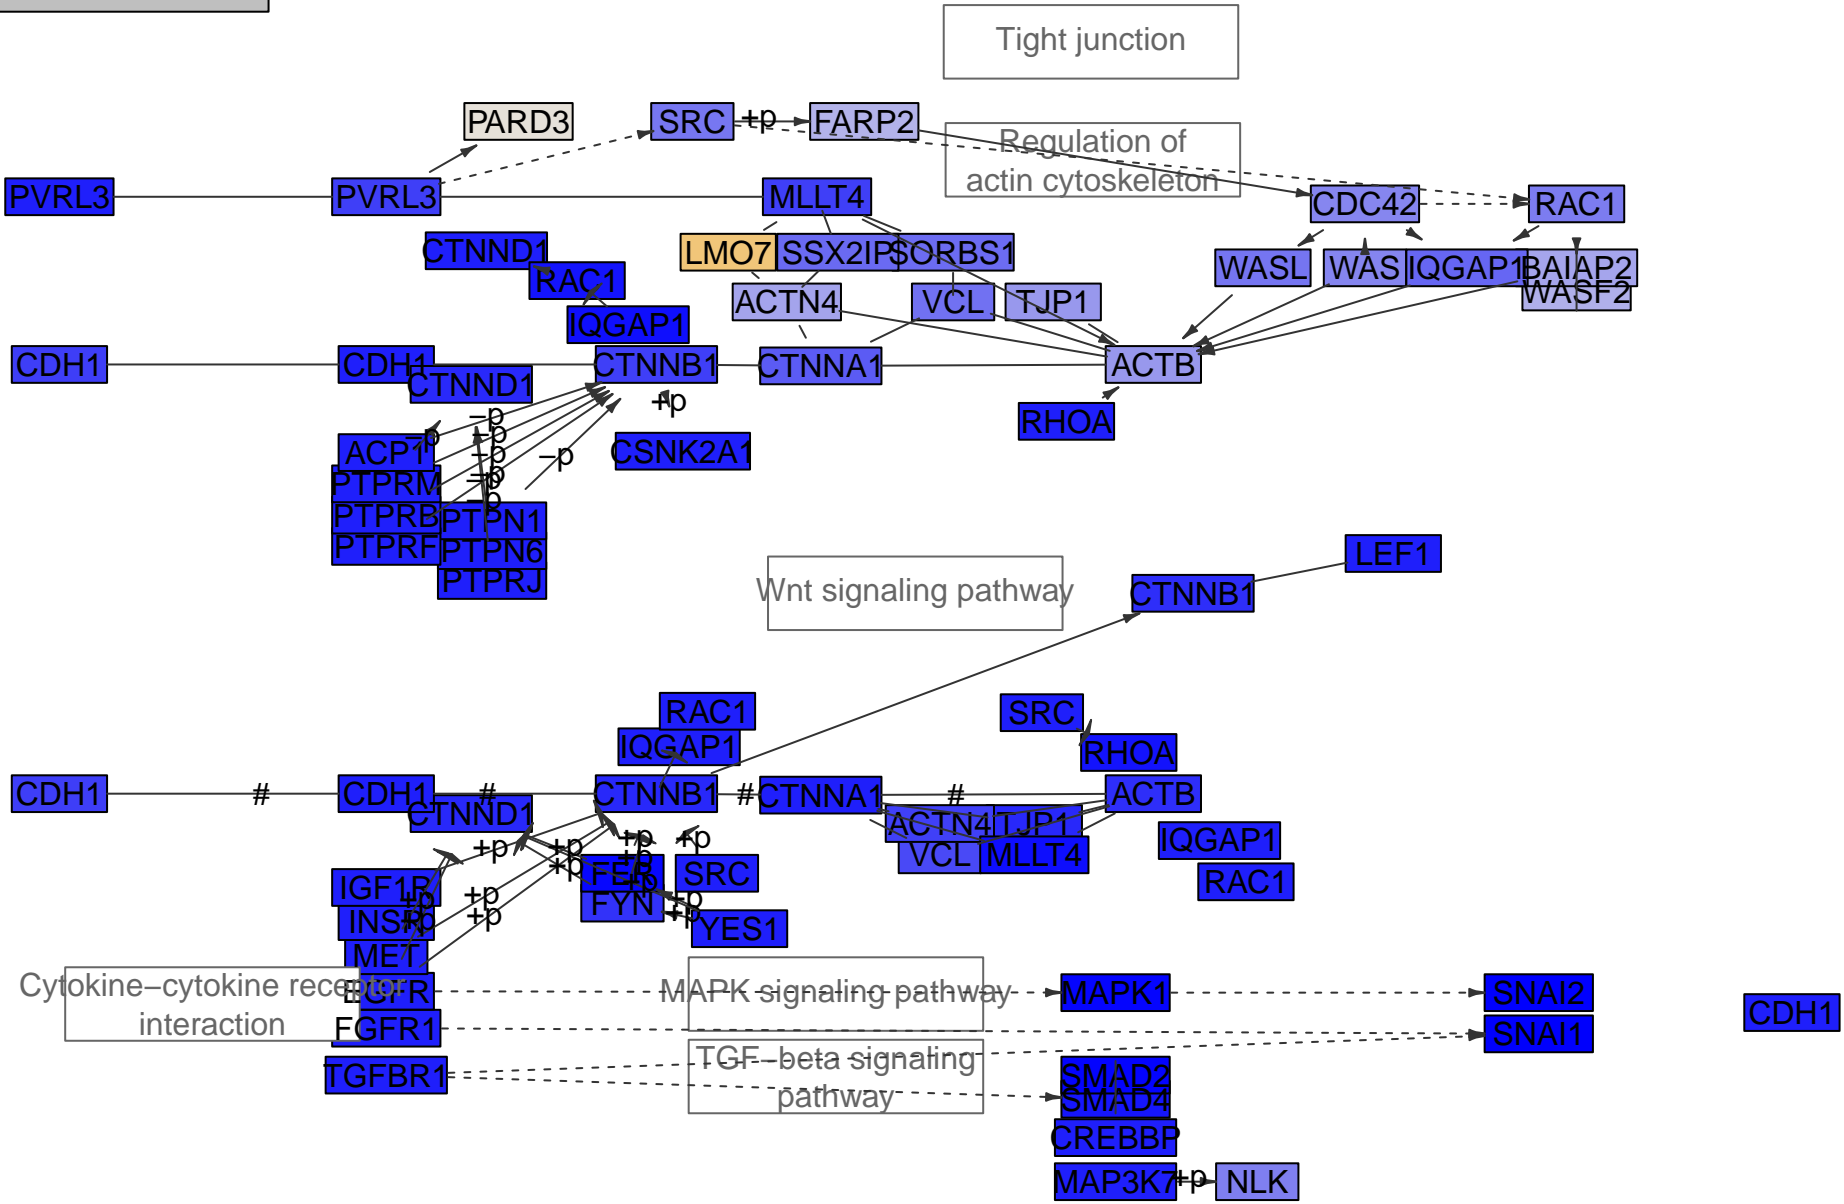 Tight junction
PARD3
SRC
+p
FARP2
Regulation of
actin cytoskeleton
PVRL3
PVRL3
MLLT4
CDC42
RAC1
CTNND1
LMO7
SSX2IP
SORBS1
WASL
WAS
IQGAP1
BAIAP2
WASF2
RAC1
ACTN4
VCL
TJP1
IQGAP1
CDH1
CDH1
CTNND1
CTNNB1
CTNNA1
ACTB
+p
RHOA
−p
−p
−p
−p
−p
−p
−p
−p
ACP1
CSNK2A1
PTPRM
PTPRB
PTPN1
PTPRF
PTPN6
PTPRJ
LEF1
Wnt signaling pathway
CTNNB1
RAC1
SRC
IQGAP1
RHOA
CDH1
#
CDH1
#
CTNNB1
#
CTNNA1
#
ACTB
CTNND1
ACTN4
TJP1
VCL
MLLT4
IQGAP1
RAC1
+p
+p
+p
+p
+p
+p
FER
SRC
IGF1R
+p
+p
+p
FYN
+p
INSR
+p
+p
+p
YES1
MET
Cytokine−cytokine receptor
interaction
EGFR
MAPK signaling pathway
MAPK1
SNAI2
CDH1
FGFR1
SNAI1
TGF−beta signaling
pathway
TGFBR1
SMAD2
SMAD4
CREBBP
MAP3K7
+p
NLK